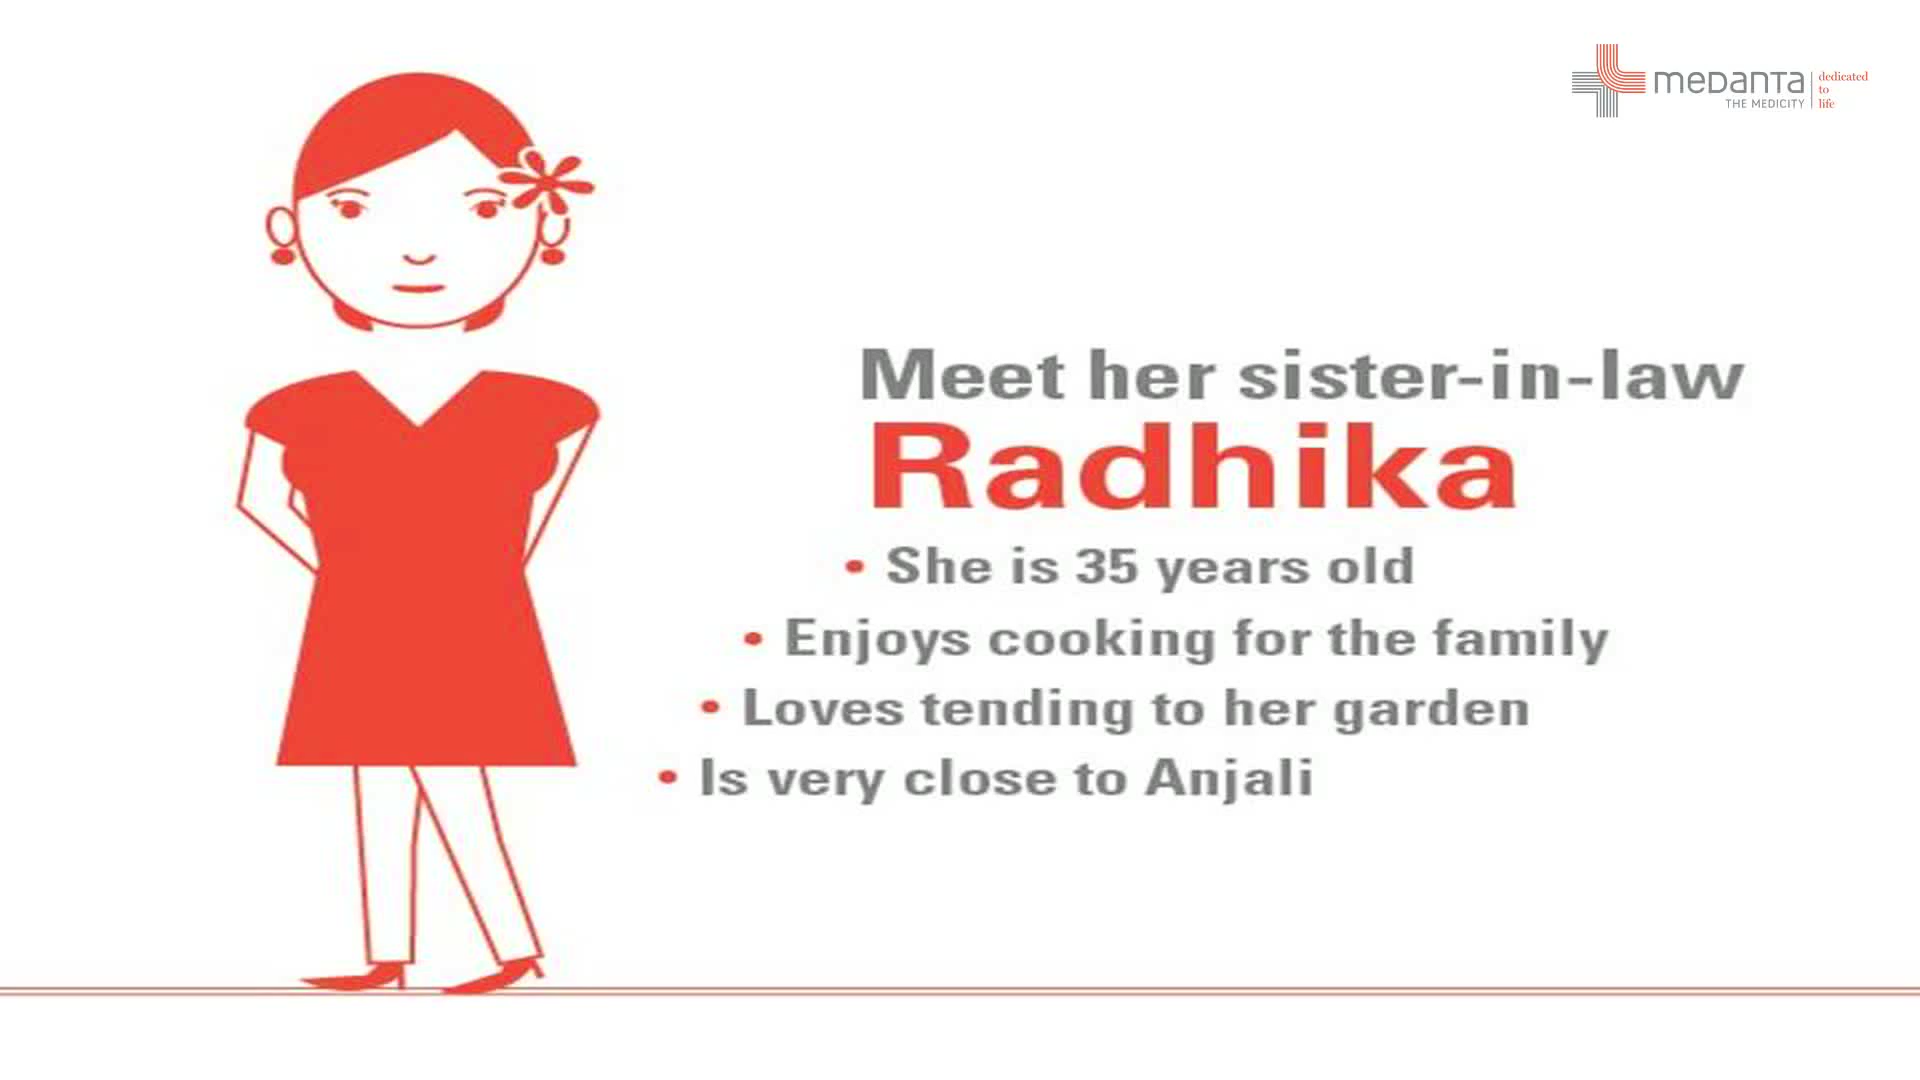 meDanTa
THE MEDICITY
dedicated
to
life
Meet her sister-in-law
Radhika
• She is 35 years old
• Enjoys cooking for the family
• Loves tending to her garden
• Is very close to Anjali